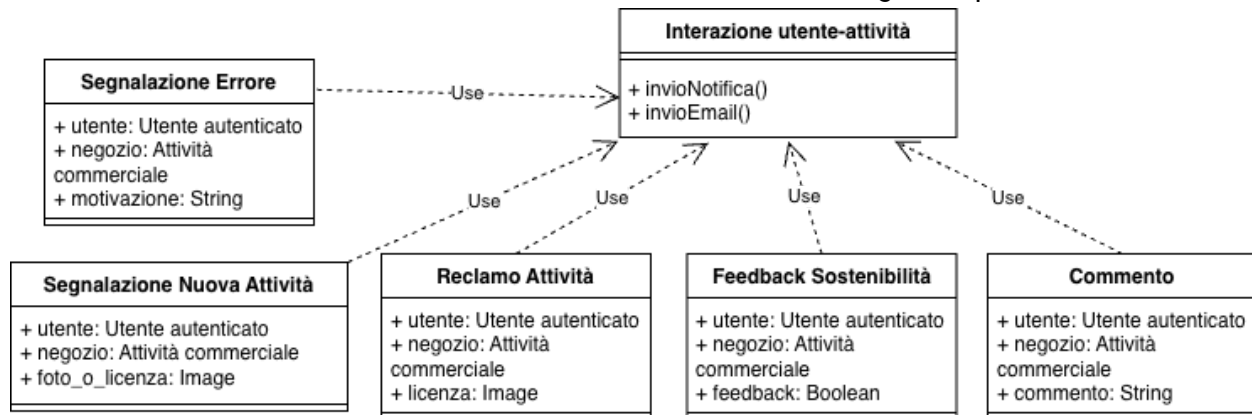 Interazione utente-attività
+ invioNotifica()
+ invioEmail()
Segnalazione Errore
+ utente: Utente autenticato
+ negozio: Attività
commerciale
+ motivazione: String
Use
Use
Use
Use
Use
Segnalazione Nuova Attività
+ utente: Utente autenticato
+ negozio: Attività commerciale
+ foto_o_licenza: Image
Reclamo Attività
+ utente: Utente autenticato
+ negozio: Attività
commerciale
+ licenza: Image
Feedback Sostenibilità
+ utente: Utente autenticato
+ negozio: Attività
commerciale
+ feedback: Boolean
Commento
+ utente: Utente autenticato
+ negozio: Attività
commerciale
+ commento: String